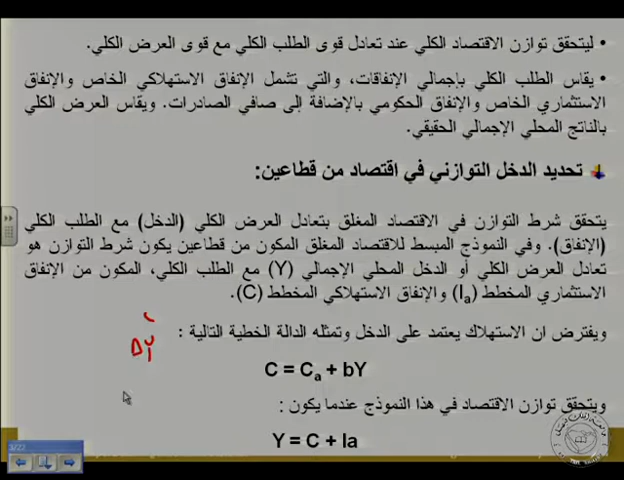 • ليتحقق توازن الاقتصاد الكلي عند تعادل قوى الطلب الكلي مع قوى العرض الكلي.
• يقاس الطلب الكلي بإجمالي الإنفاقات، والتي تشمل الإنفاق الاستهلاكي الخاص والإنفاق
الاستثماري الخاص والإنفاق الحكومي بالإضافة إلى صافي الصادرات. ويقاس العرض الكلي
بالناتج المحلي الإجمالي الحقيقي.
تحديد الدخل التوازني في اقتصاد من قطاعين:
يتحقق شرط التوازن في الاقتصاد المغلق بتعادل العرض الكلي (الدخل) مع الطلب الكلي
(الإنفاق). وفي النموذج المبسط للاقتصاد المغلق المكون من قطاعين يكون شرط التوازن هو
تعادل العرض الكلي أو الدخل المحلي الإجمالي (Y) مع الطلب الكلي، المكون من الإنفاق
الاستثماري المخطط (Ia) والإنفاق الاستهلاكي المخطط (C).
ويفترض ان الاستهلاك يعتمد على الدخل وتمثله الدالة الخطية التالية :
ΔY
C = Ca + bY
ويتحقق توازن الاقتصاد في هذا النموذج عندما يكون :
Y = C + Ia
3/22